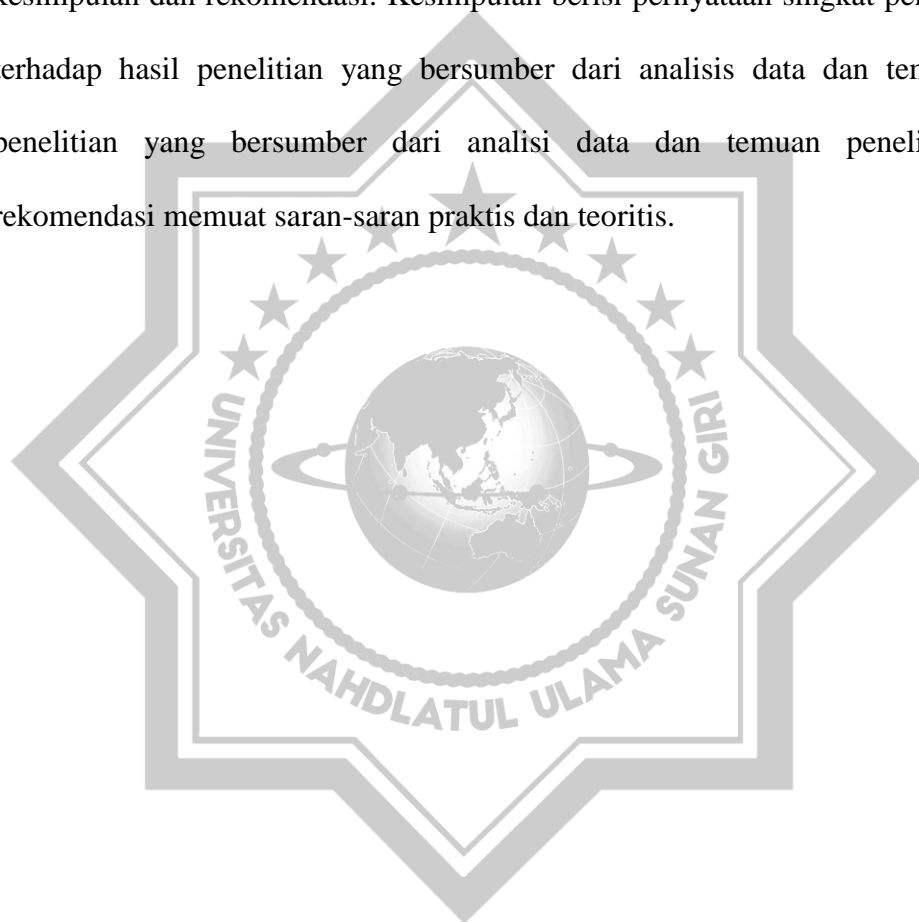 kesimpulan dan rekomendasi. Kesimpulan berisi pernyataan singkat
terhadap hasil penelitian yang bersumber dari analisis data dan
penelitian yang bersumber dari analisi data dan temuan
rekomendasi memuat saran-saran praktis dan teoritis.
UNIVERSITAS NAHDLATUL ULAMA SUNAN GIRI